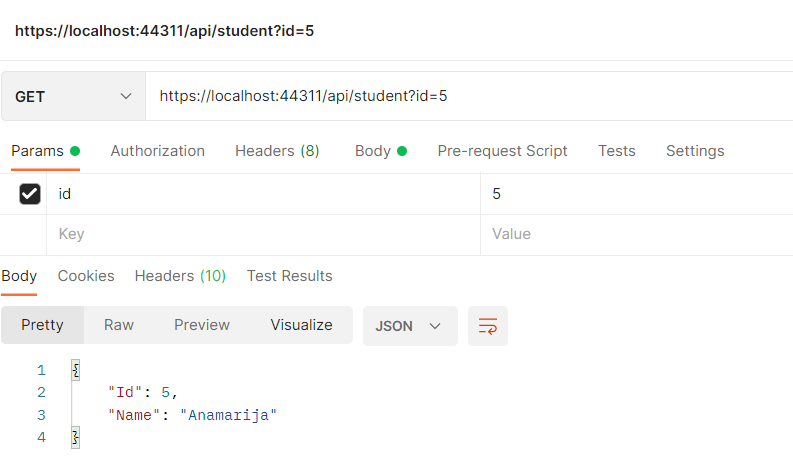 https://localhost:44311/api/student?id=5
GET https://localhost:44311/api/student?id=5
Params Authorization Headers (8) Body Pre-request Script Tests Settings
id 5
Key Value
Body Cookies Headers (10) Test Results
Pretty Raw Preview Visualize JSON
1 {
2 "Id": 5,
3 "Name": "Anamarija"
4 }